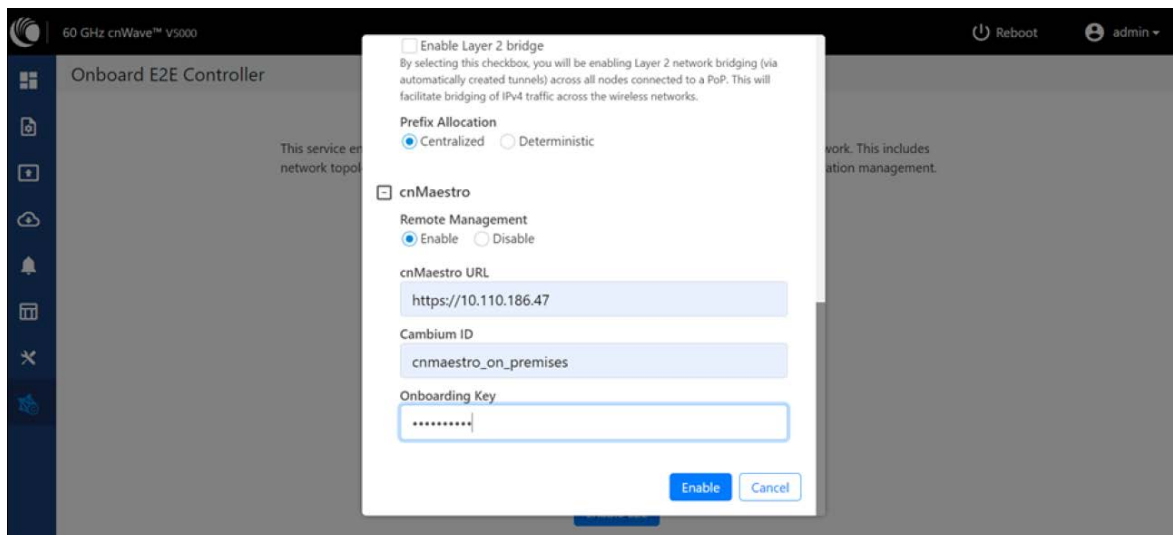 60 GHz cnWave™ V5000
Reboot
admin
Onboard E2E Controller
Enable Layer 2 bridge
By selecting this checkbox, you will be enabling Layer 2 network bridging (via
automatically created tunnels) across all nodes connected to a PoP. This will
facilitate bridging of IPv4 traffic across the wireless networks.
Prefix Allocation
Centralized Deterministic
This service en
work. This includes
network topol
ation management.
cnMaestro
Remote Management
Enable Disable
cnMaestro URL
https://10.110.186.47
Cambium ID
cnmaestro_on_premises
Onboarding Key
••••••••••
Enable Cancel